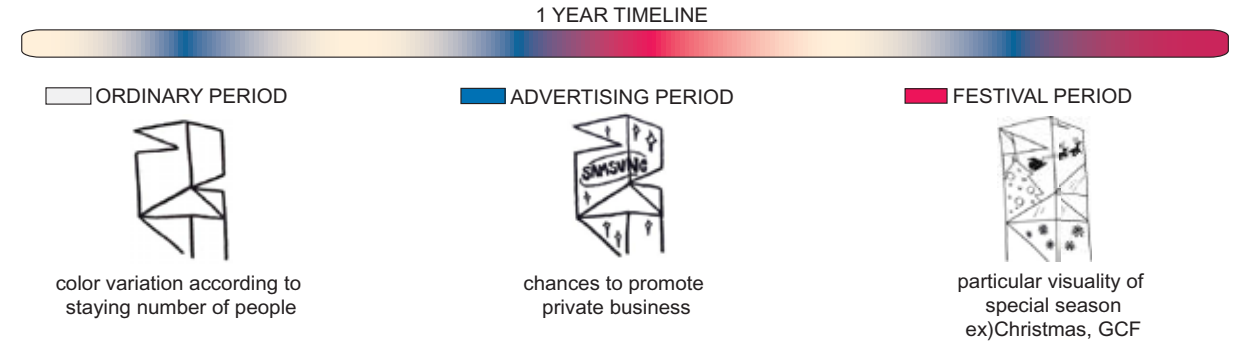 1 YEAR TIMELINE
ORDINARY PERIOD
ADVERTISING PERIOD
FESTIVAL PERIOD
SAMSUNG
color variation according to
staying number of people
chances to promote
private business
particular visuality of
special season
ex)Christmas, GCF